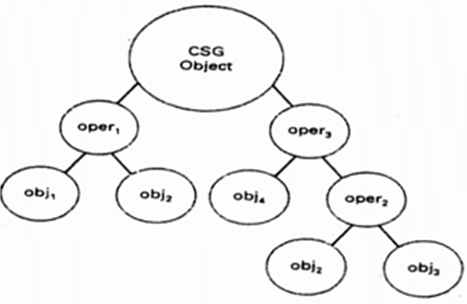 CSG
Object
oper₁
oper₃
obj₁
obj₂
obj₄
oper₂
obj₂
obj₃